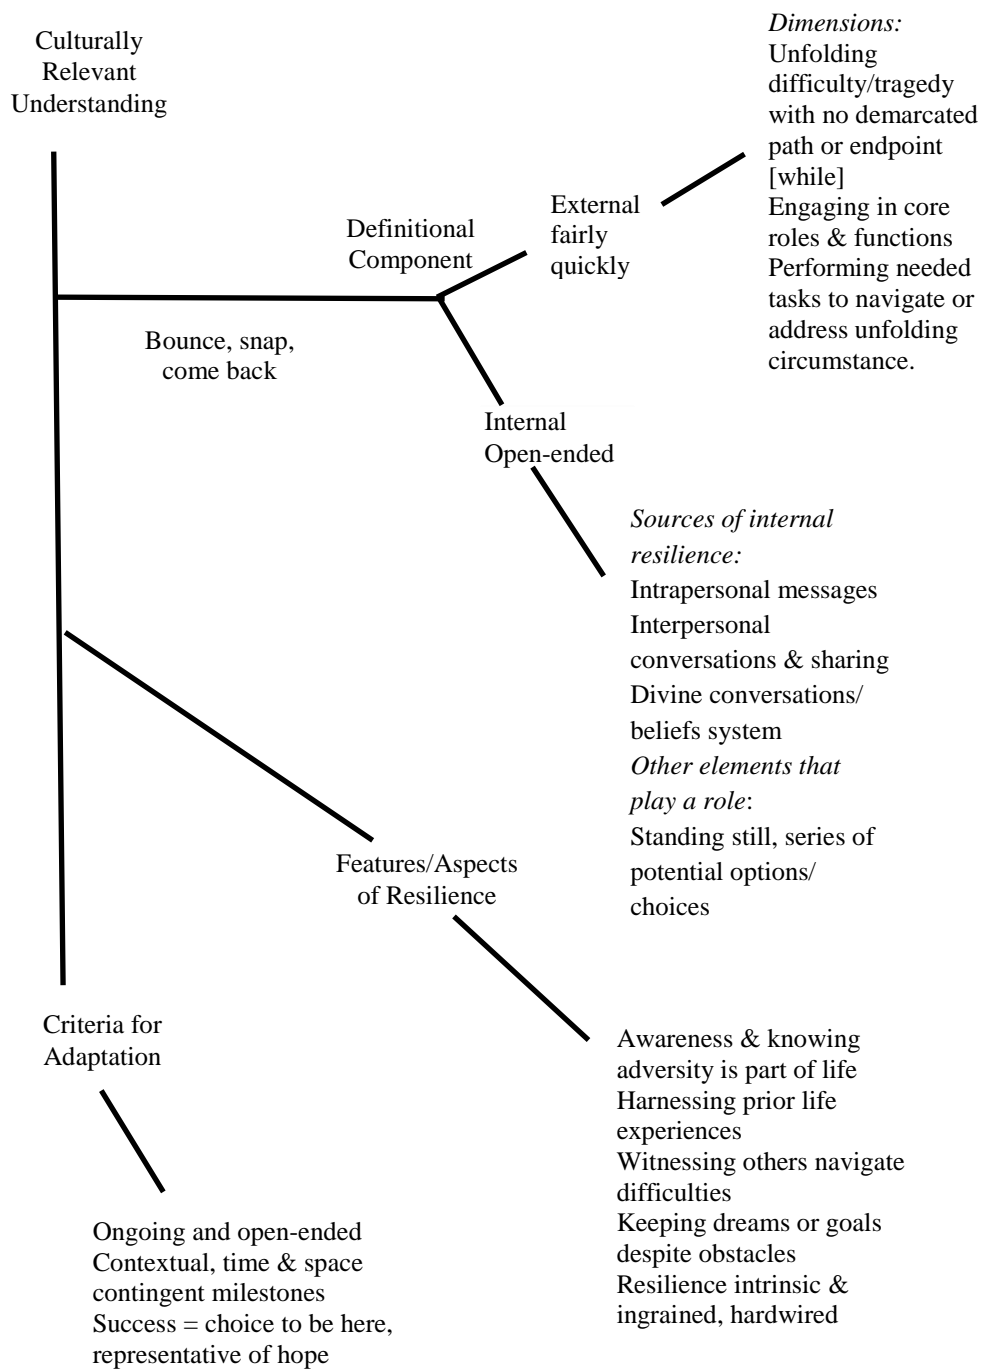 Culturally
Relevant
Understanding
Dimensions:
Unfolding
difficulty/tragedy
with no demarcated
path or endpoint
[while]
Engaging in core
roles & functions
Performing needed
tasks to navigate or
address unfolding
circumstance.
External
fairly
quickly
Definitional
Component
Bounce, snap,
come back
Internal
Open-ended
Sources of internal
resilience:
Intrapersonal messages
Interpersonal
conversations & sharing
Divine conversations/
beliefs system
Other elements that
play a role:
Standing still, series of
potential options/
choices
Features/Aspects
of Resilience
Criteria for
Adaptation
Awareness & knowing
adversity is part of life
Harnessing prior life
experiences
Witnessing others navigate
difficulties
Keeping dreams or goals
despite obstacles
Resilience intrinsic &
ingrained, hardwired
Ongoing and open-ended
Contextual, time & space
contingent milestones
Success = choice to be here,
representative of hope